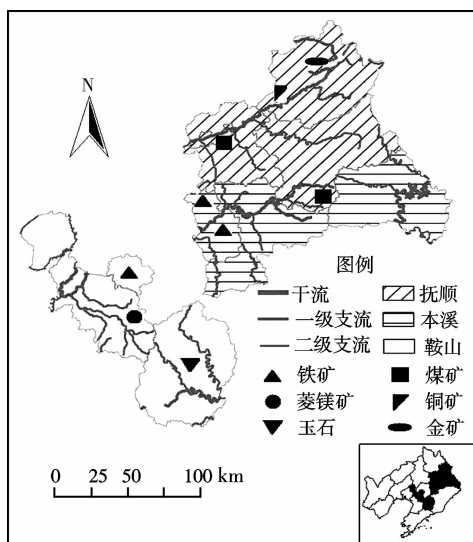 N
图例
干流 抚顺
一级支流 本溪
二级支流 鞍山
铁矿 煤矿
菱镁矿 铜矿
玉石 金矿
0 25 50 100 km